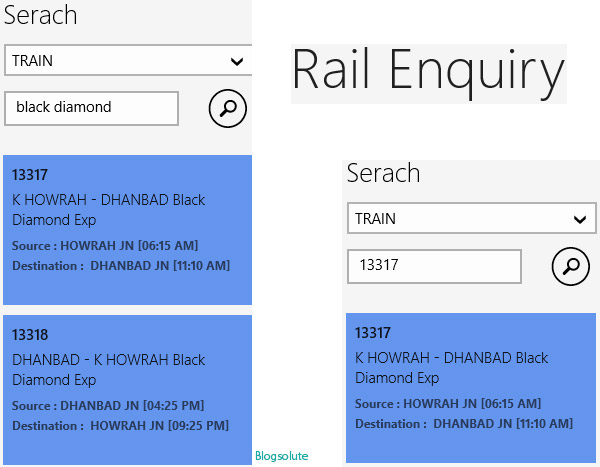 Serach
TRAIN
black diamond
13317
K HOWRAH - DHANBAD Black
Diamond Exp
Source : HOWRAH JN [06:15 AM]
Destination : DHANBAD JN [11:10 AM]
13318
DHANBAD - K HOWRAH Black
Diamond Exp
Source : DHANBAD JN [04:25 PM]
Destination : HOWRAH JN [09:25 PM]
Blogsolute
Rail Enquiry
Serach
TRAIN
13317
13317
K HOWRAH - DHANBAD Black
Diamond Exp
Source : HOWRAH JN [06:15 AM]
Destination : DHANBAD JN [11:10 AM]